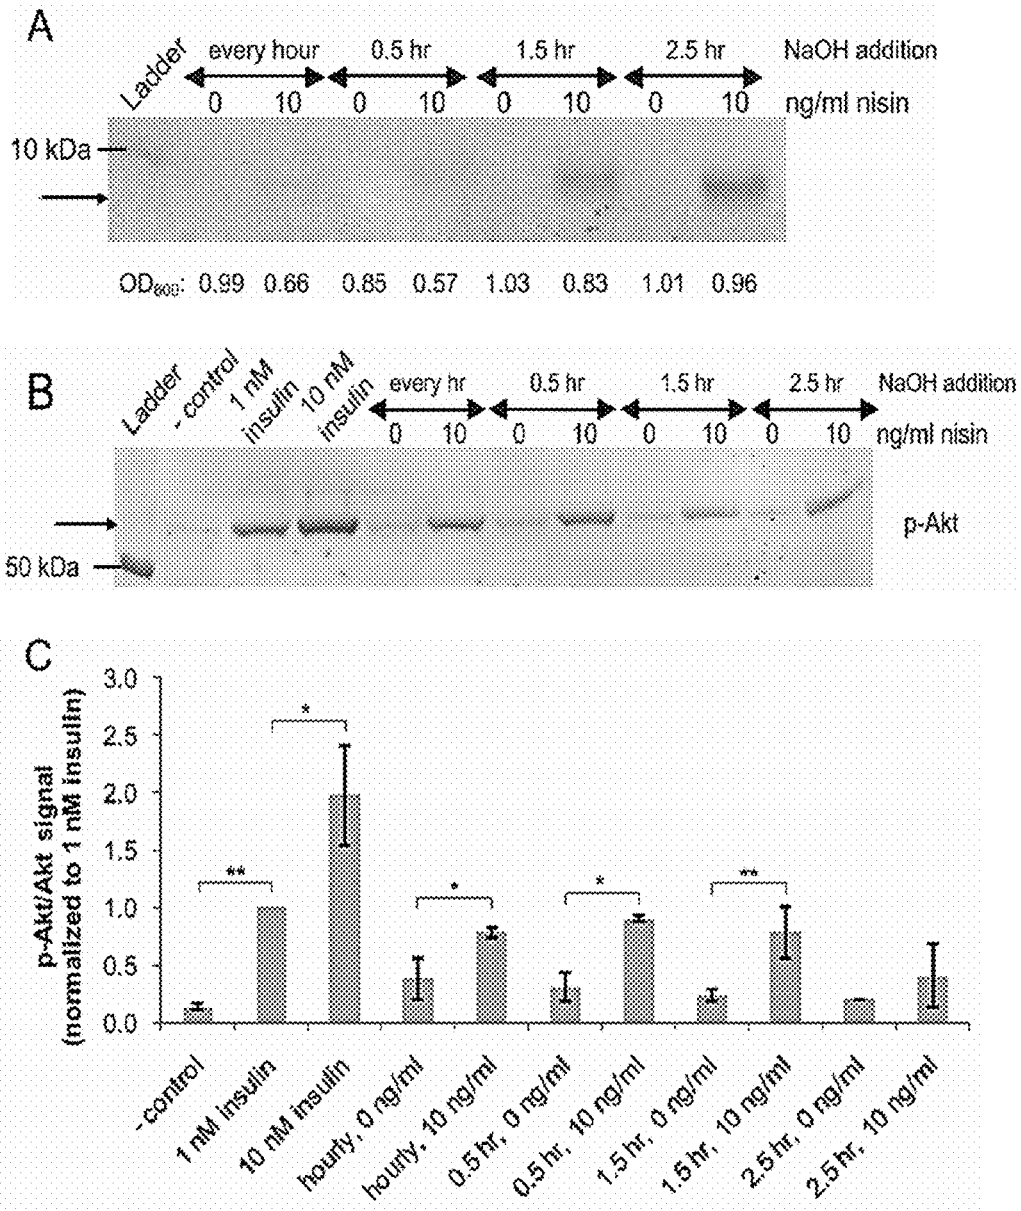 A
Ladder
every hour 0.5 hr 1.5 hr 2.5 hr NaOH addition
0 10 0 10 0 10 0 10 ng/ml nisin
10 kDa
OD600: 0.99 0.66 0.85 0.57 1.03 0.83 1.01 0.96
B
Ladder
- control
1 nM
insulin
10 nM
insulin
every hr 0.5 hr 1.5 hr 2.5 hr NaOH addition
0 10 0 10 0 10 0 10 ng/ml nisin
p-Akt
50 kDa
C
p-Akt/Akt signal
(normalized to 1 nM insulin)
3.0
2.5
2.0
1.5
1.0
0.5
0.0
*
**
*
*
**
- control
1 nM insulin
10 nM insulin
hourly, 0 ng/ml
hourly, 10 ng/ml
0.5 hr, 0 ng/ml
0.5 hr, 10 ng/ml
1.5 hr, 0 ng/ml
1.5 hr, 10 ng/ml
2.5 hr, 0 ng/ml
2.5 hr, 10 ng/ml